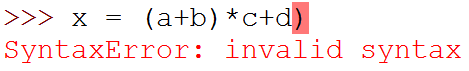 >>> x = (a+b)*c+d)
SyntaxError: invalid syntax